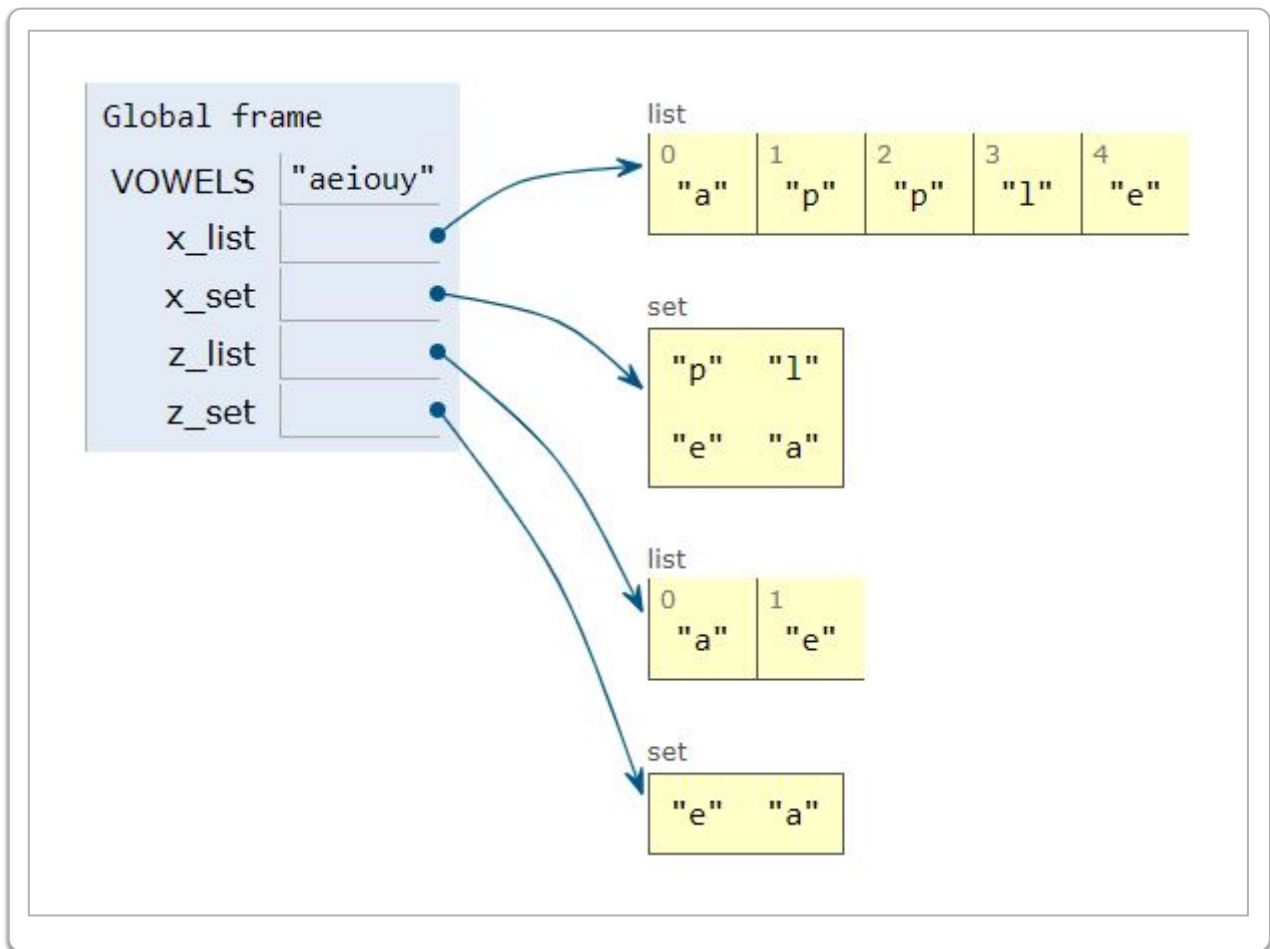 Global frame
VOWELS "aeiouy"
x_list
x_set
z_list
z_set
list
0 1 2 3 4
"a" "p" "p" "l" "e"
set
"p" "l"
"e" "a"
list
0 1
"a" "e"
set
"e" "a"